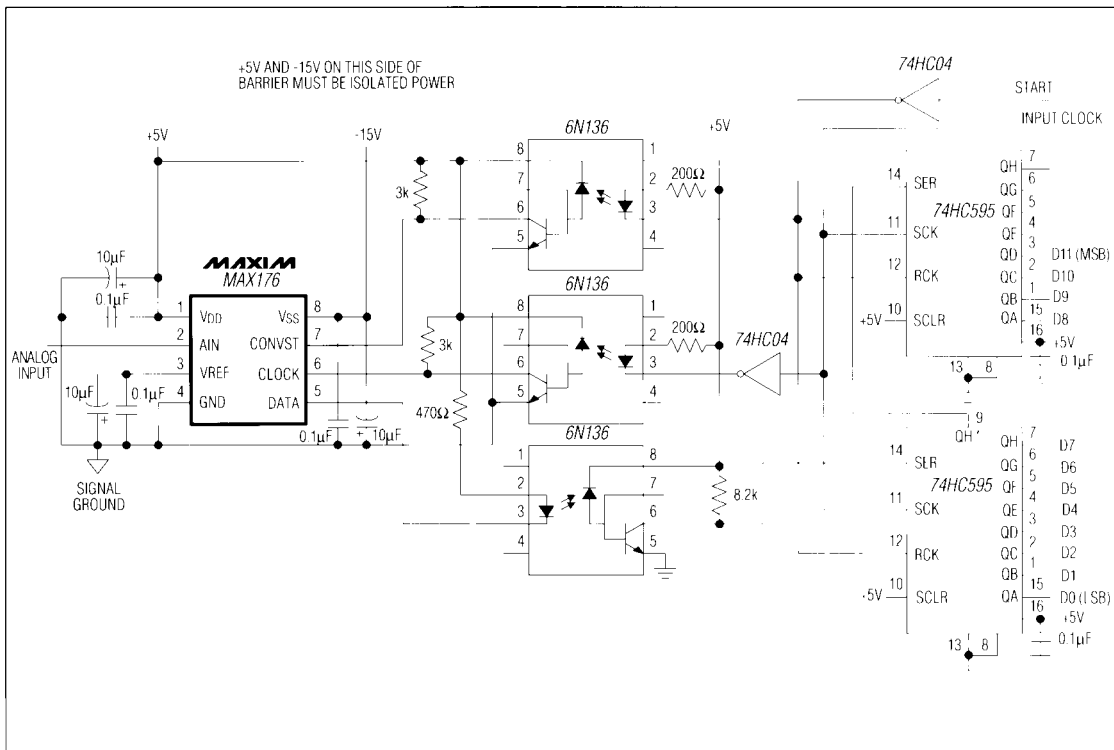 +5V AND -15V ON THIS SIDE OF
BARRIER MUST BE ISOLATED POWER
+5V
-15V
10µF
+
0.1µF
MAXIM
MAX176
1 VDD
2 AIN
3 VREF
4 GND
VSS 8
CONVST 7
CLOCK 6
DATA 5
ANALOG
INPUT
10µF
+
0.1µF
SIGNAL
GROUND
0.1µF
+
10µF
3k
3k
470Ω
6N136
8 1
7 2
6 3
5 4
200Ω
+5V
6N136
8 1
7 2
6 3
5 4
200Ω
74HC04
6N136
1 8
2 7
3 6
4 5
8.2k
74HC04
START
INPUT CLOCK
74HC595
14 SER
11 SCK
12 RCK
+5V 10 SCLR
QH 7
QG 6
QF 5
QF 4
QD 3 D11 (MSB)
QC 2 D10
QB 1 D9
QA 15 D8
16 +5V
0.1µF
13 8
9
QH'
74HC595
14 SER
11 SCK
12 RCK
+5V 10 SCLR
QH 7 D7
QG 6 D6
QF 5 D5
QE 4 D4
QD 3 D3
QC 2 D2
QB 1 D1
QA 15 D0 (LSB)
16 +5V
0.1µF
13 8